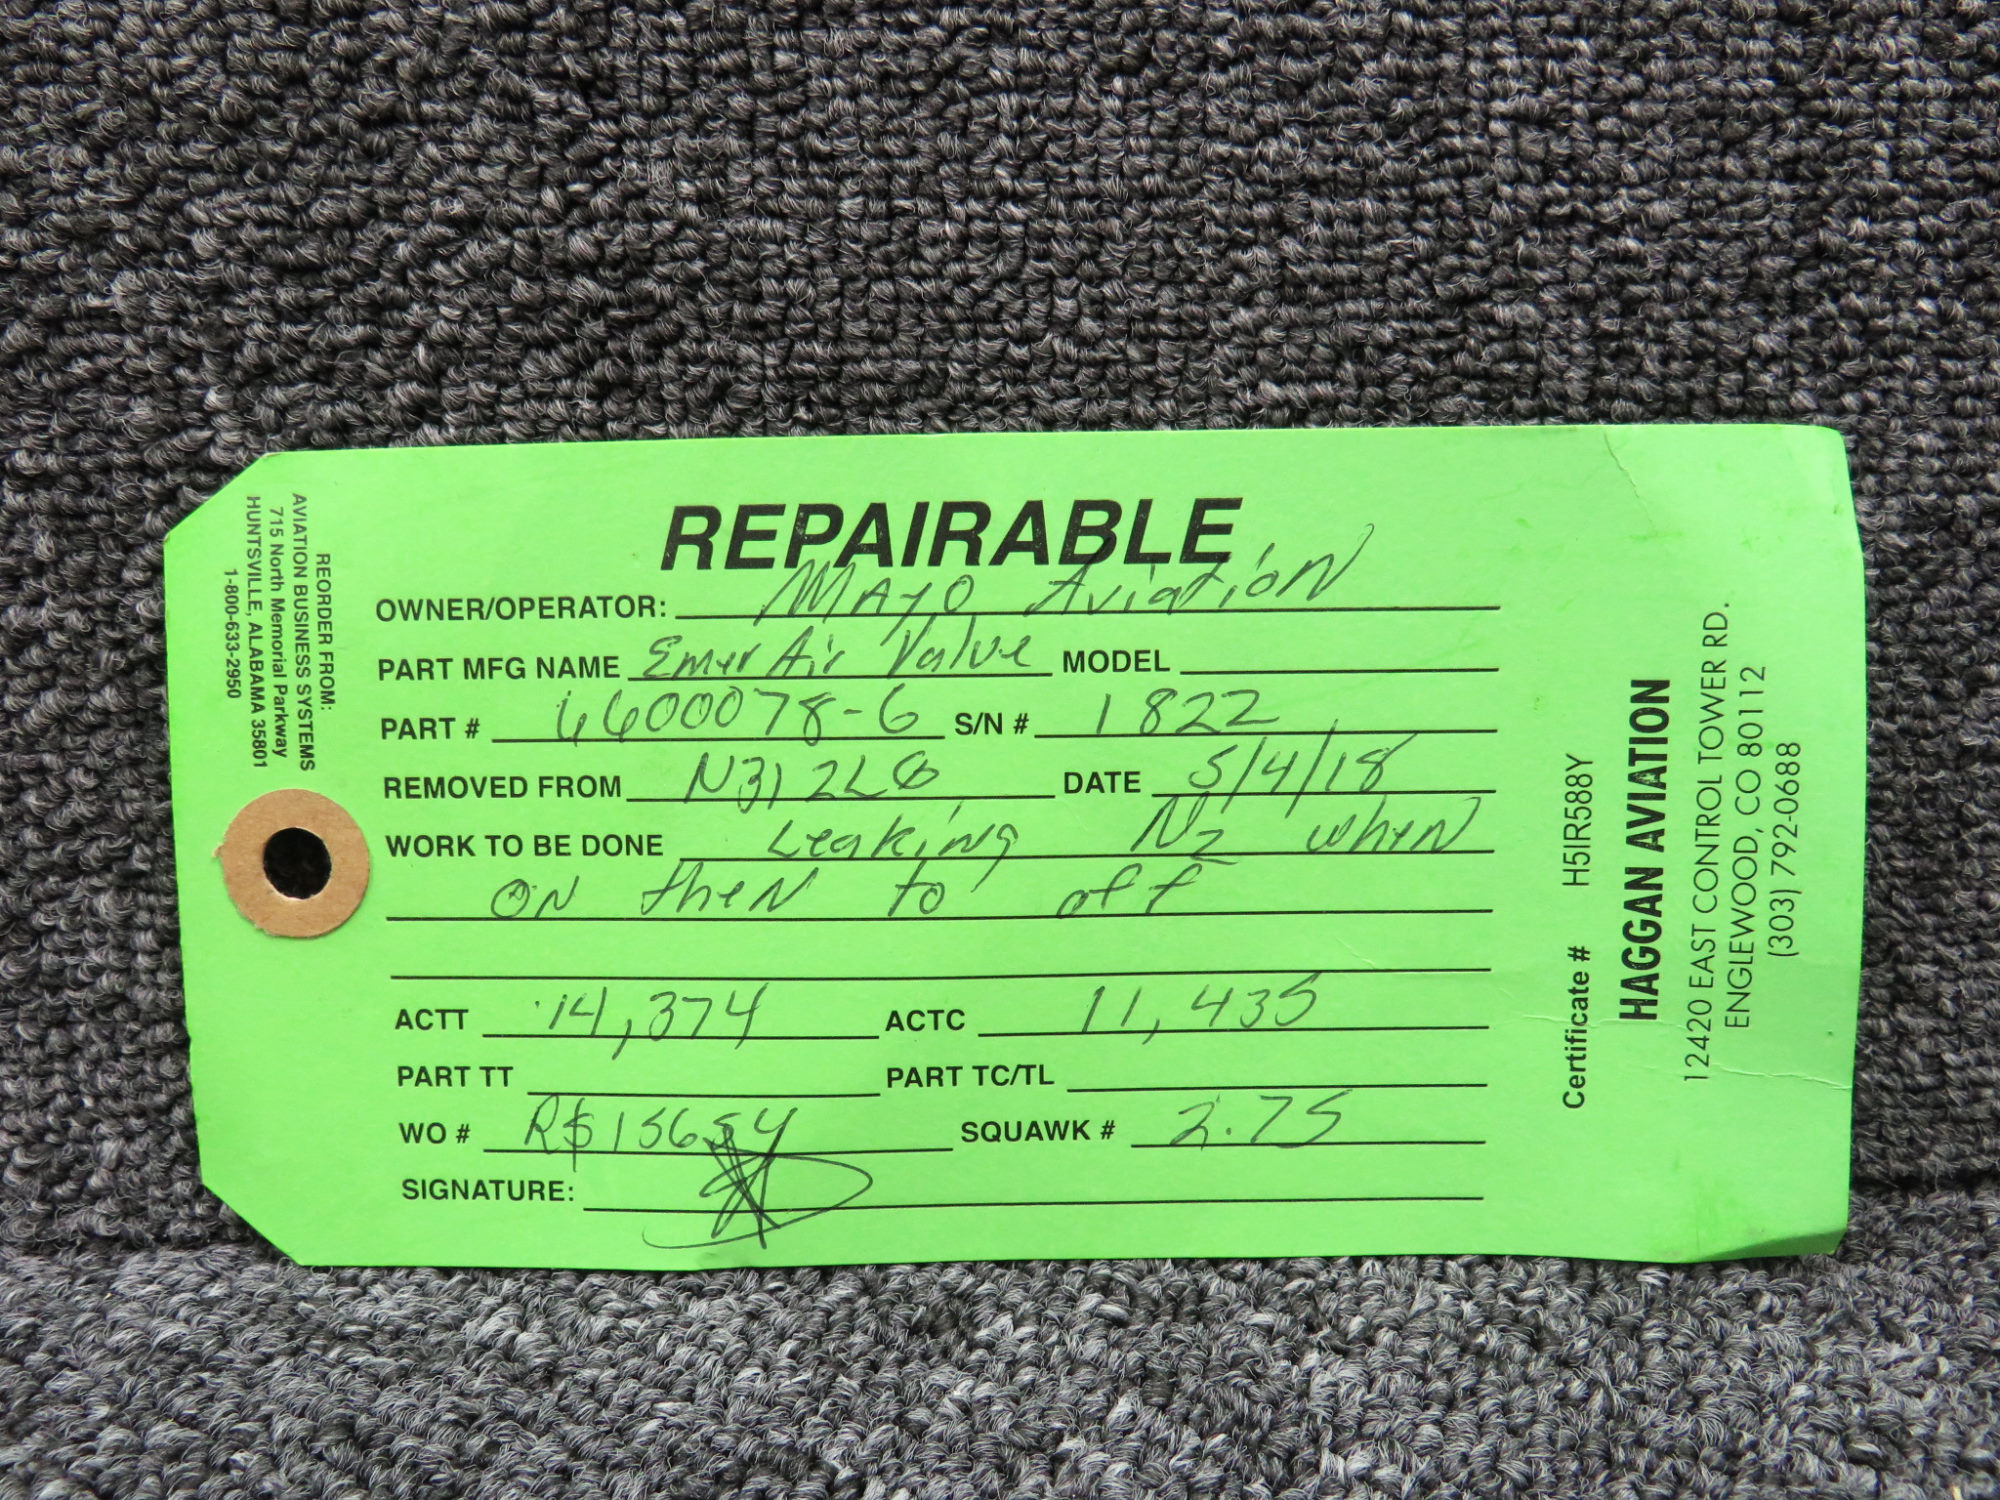 REPAIRABLE
OWNER/OPERATOR: Mayo Aviation
PART MFG NAME Emer Air Valve MODEL
PART # 6600078-6 S/N # 1822
REMOVED FROM DATE 5/4/18
WORK TO BE DONE Leaking N2 when
on then to off
ACTT 14,374 ACTC 11,435
PART TT PART TC/TL
WO # SQUAWK # 2.75
SIGNATURE:
REORDER FROM:
AVIATION BUSINESS SYSTEMS
715 North Memorial Parkway
HUNTSVILLE, ALABAMA 35801
1-800-633-2950
Certificate # H5IR588Y
HAGGAN AVIATION
12420 EAST CONTROL TOWER RD.
ENGLEWOOD, CO 80112
(303) 792-0688